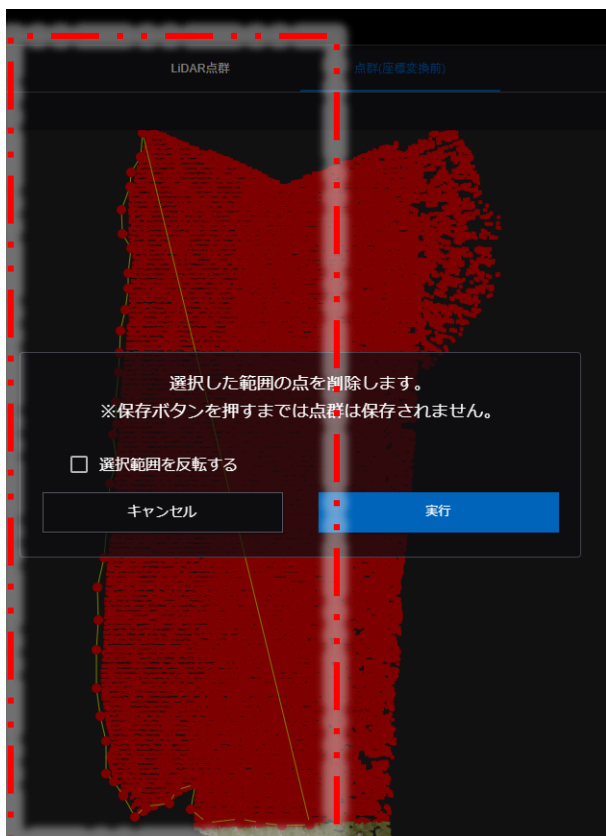 LiDAR点群
点群(座標変換前)
選択した範囲の点を削除します。
※保存ボタンを押すまでは点群は保存されません。
選択範囲を反転する
キャンセル
実行